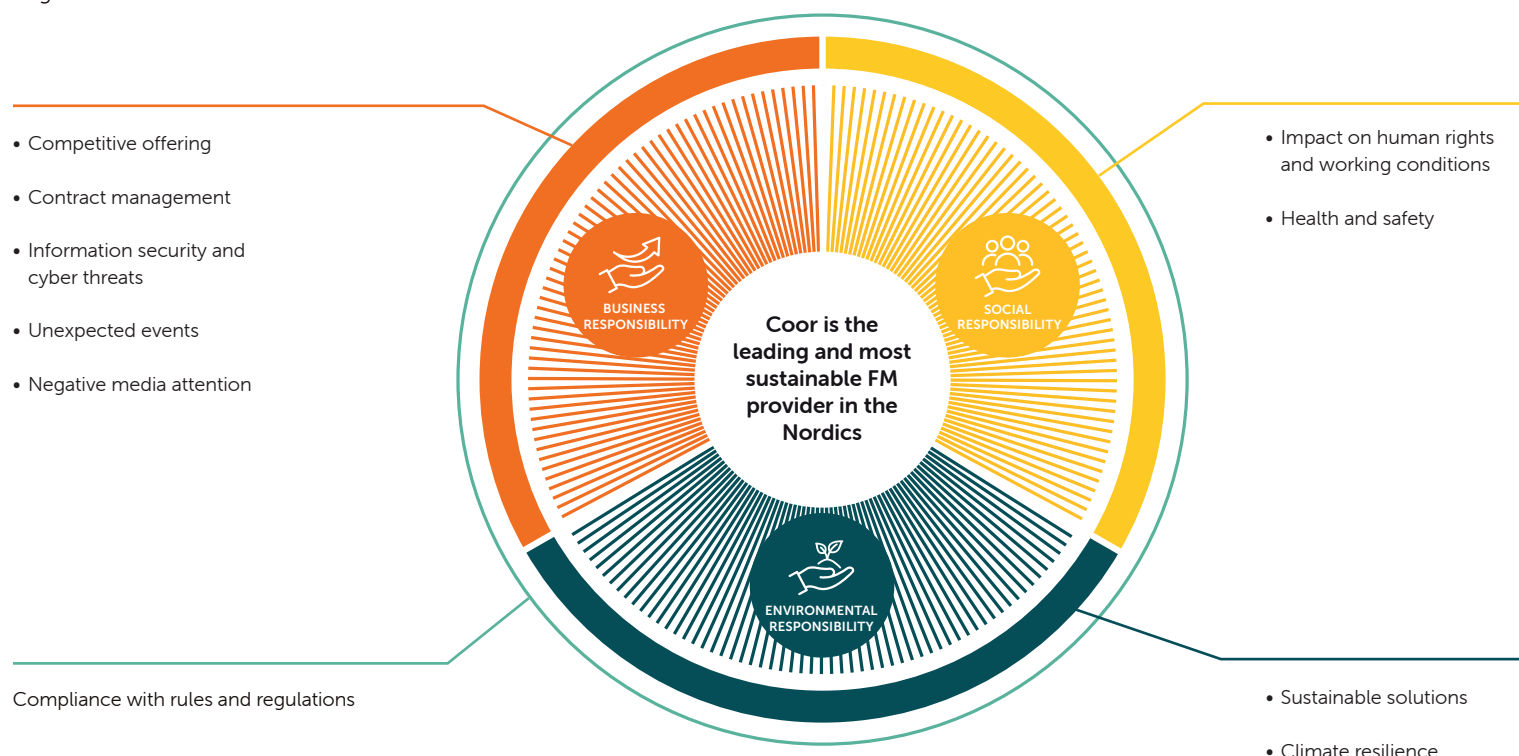 • Competitive offering
• Contract management
• Information security and
cyber threats
• Unexpected events
• Negative media attention
BUSINESS
RESPONSIBILITY
Coor is the
leading and most
sustainable FM
provider in the
Nordics
SOCIAL
RESPONSIBILITY
• Impact on human rights
and working conditions
• Health and safety
ENVIRONMENTAL
RESPONSIBILITY
Compliance with rules and regulations
• Sustainable solutions
• Climate resilience